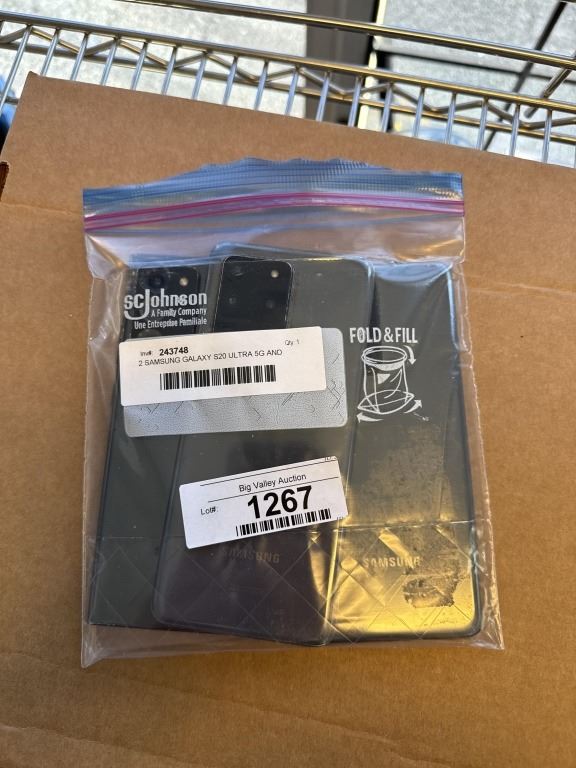 scjohnson
A Family Company
Une Entreprise Familiale
Inv#: 243748
Qty: 1
2 SAMSUNG GALAXY S20 ULTRA 5G AND
FOLD & FILL
Big Valley Auction
Lot#: 1267
SAMSUNG
SAMSUNG